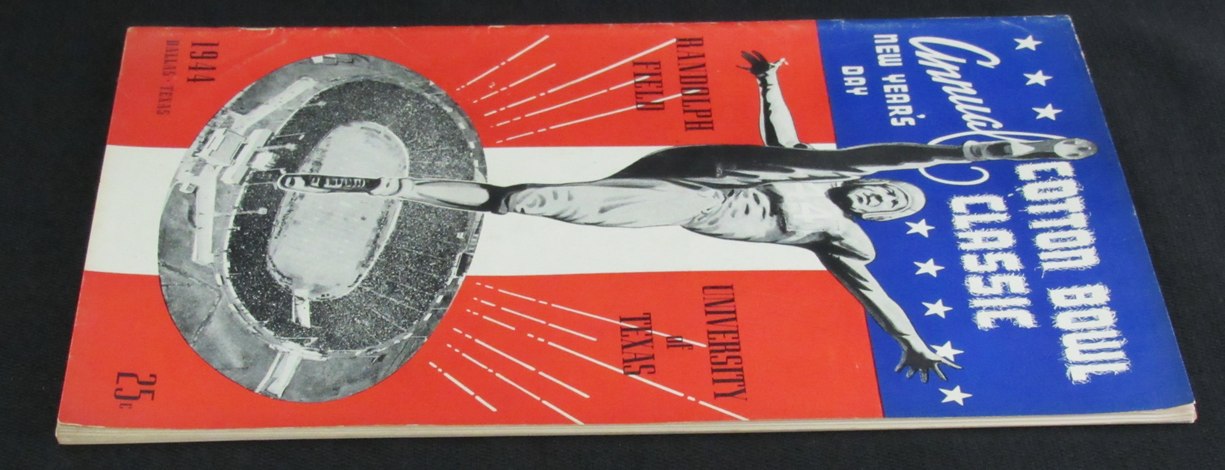 Annual
COTTON BOWL
CLASSIC
NEW YEAR'S
DAY
RANDOLPH
FIELD
UNIVERSITY
of
TEXAS
1944
DALLAS - TEXAS
25¢